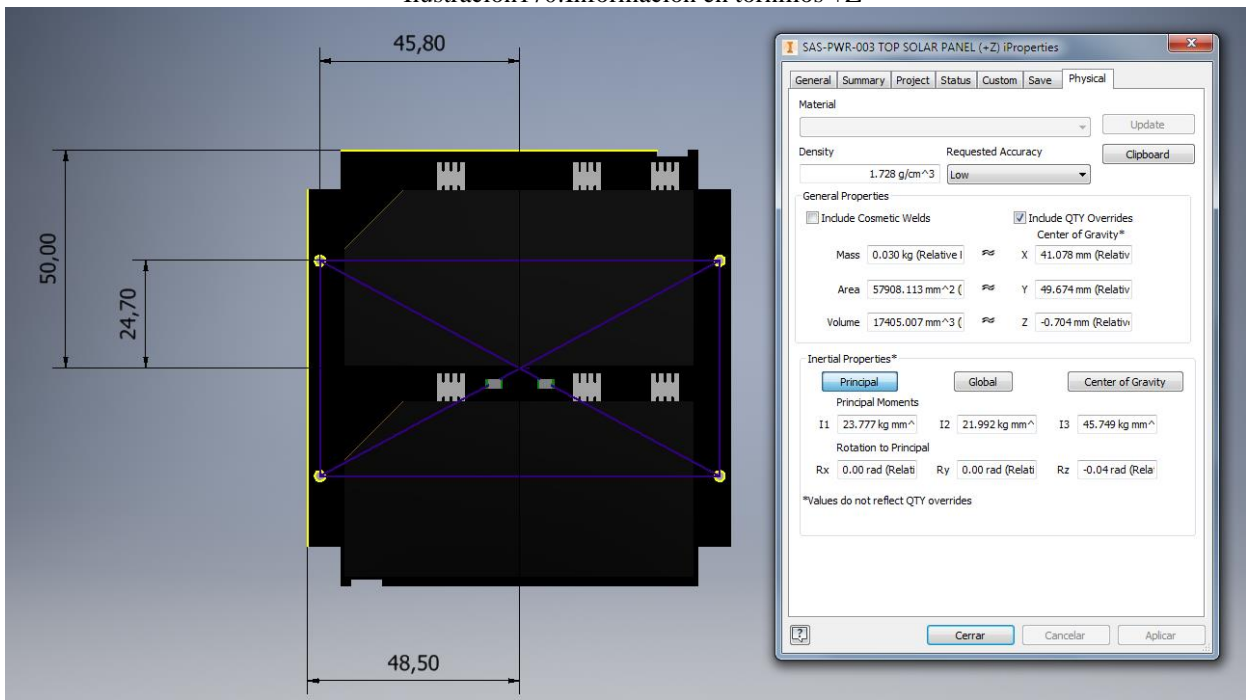 Ilustración176.Información en tornillos +Z
45,80
50,00
24,70
48,50
SAS-PWR-003 TOP SOLAR PANEL (+Z) iProperties
General Summary Project Status Custom Save Physical
Material
Update
Density Requested Accuracy Clipboard
1.728 g/cm^3 Low
General Properties
Include Cosmetic Welds Include QTY Overrides
Center of Gravity*
Mass 0.030 kg (Relative I X 41.078 mm (Relativ
Area 57908.113 mm^2 ( Y 49.674 mm (Relativ
Volume 17405.007 mm^3 ( Z -0.704 mm (Relativ
Inertial Properties*
Principal Global Center of Gravity
Principal Moments
I1 23.777 kg mm^ I2 21.992 kg mm^ I3 45.749 kg mm^
Rotation to Principal
Rx 0.00 rad (Relati Ry 0.00 rad (Relati Rz -0.04 rad (Rela
*Values do not reflect QTY overrides
Cerrar Cancelar Aplicar